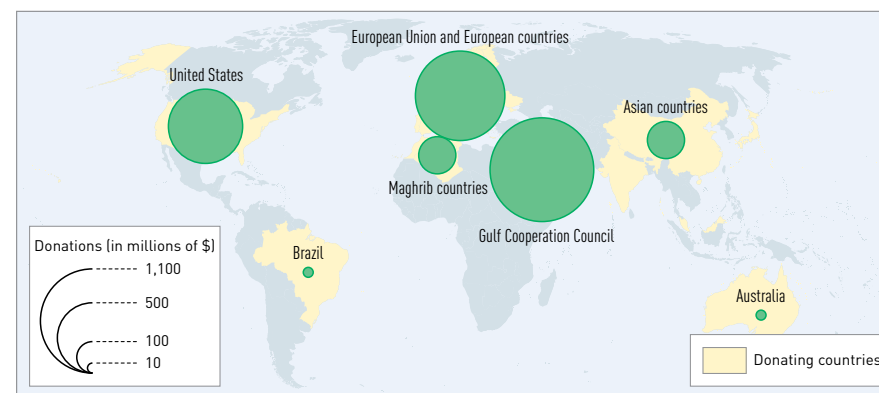 European Union and European countries
United States
Asian countries
Maghrib countries
Gulf Cooperation Council
Brazil
Australia
Donations (in millions of $)
1,100
500
100
10
Donating countries